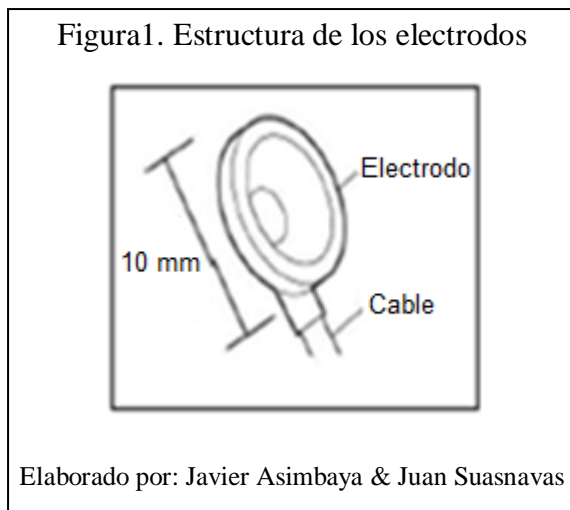 Figura1. Estructura de los electrodos
Electrodo
10 mm
Cable
Elaborado por: Javier Asimbaya & Juan Suasnavas